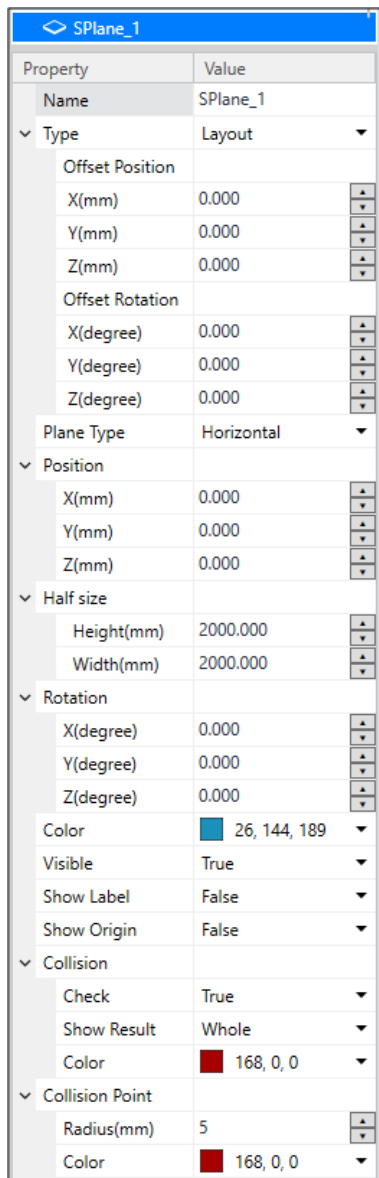 SPlane_1
Property Value
Name SPlane_1
Type Layout
Offset Position
X(mm) 0.000
Y(mm) 0.000
Z(mm) 0.000
Offset Rotation
X(degree) 0.000
Y(degree) 0.000
Z(degree) 0.000
Plane Type Horizontal
Position
X(mm) 0.000
Y(mm) 0.000
Z(mm) 0.000
Half size
Height(mm) 2000.000
Width(mm) 2000.000
Rotation
X(degree) 0.000
Y(degree) 0.000
Z(degree) 0.000
Color 26, 144, 189
Visible True
Show Label False
Show Origin False
Collision
Check True
Show Result Whole
Color 168, 0, 0
Collision Point
Radius(mm) 5
Color 168, 0, 0